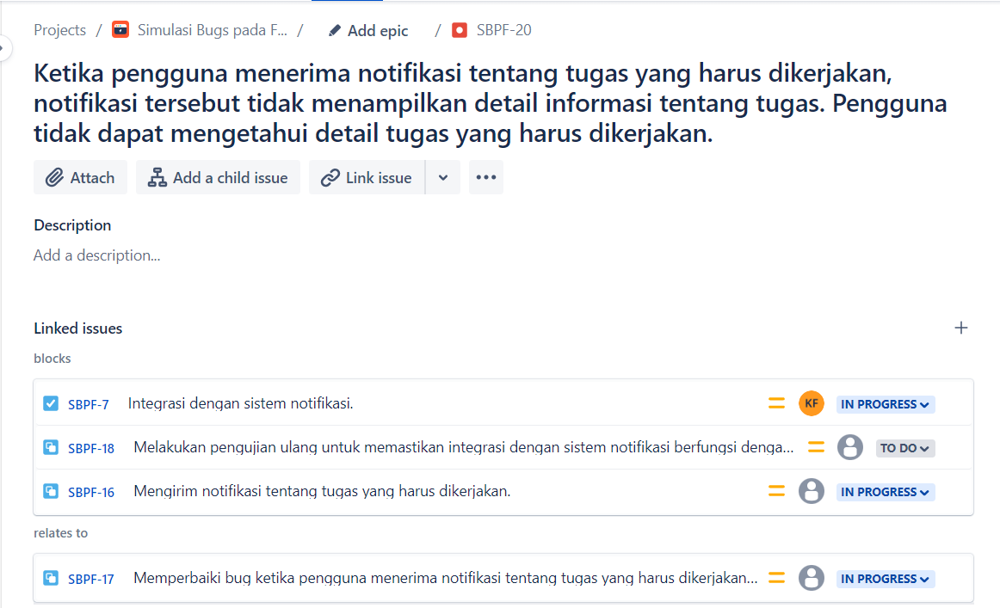 Projects / Simulasi Bugs pada F... / Add epic / SBPF-20
Ketika pengguna menerima notifikasi tentang tugas yang harus dikerjakan,
notifikasi tersebut tidak menampilkan detail informasi tentang tugas. Pengguna
tidak dapat mengetahui detail tugas yang harus dikerjakan.
Attach Add a child issue Link issue
Description
Add a description...
Linked issues
blocks
SBPF-7 Integrasi dengan sistem notifikasi. KF IN PROGRESS
SBPF-18 Melakukan pengujian ulang untuk memastikan integrasi dengan sistem notifikasi berfungsi denga... TO DO
SBPF-16 Mengirim notifikasi tentang tugas yang harus dikerjakan. IN PROGRESS
relates to
SBPF-17 Memperbaiki bug ketika pengguna menerima notifikasi tentang tugas yang harus dikerjakan... IN PROGRESS